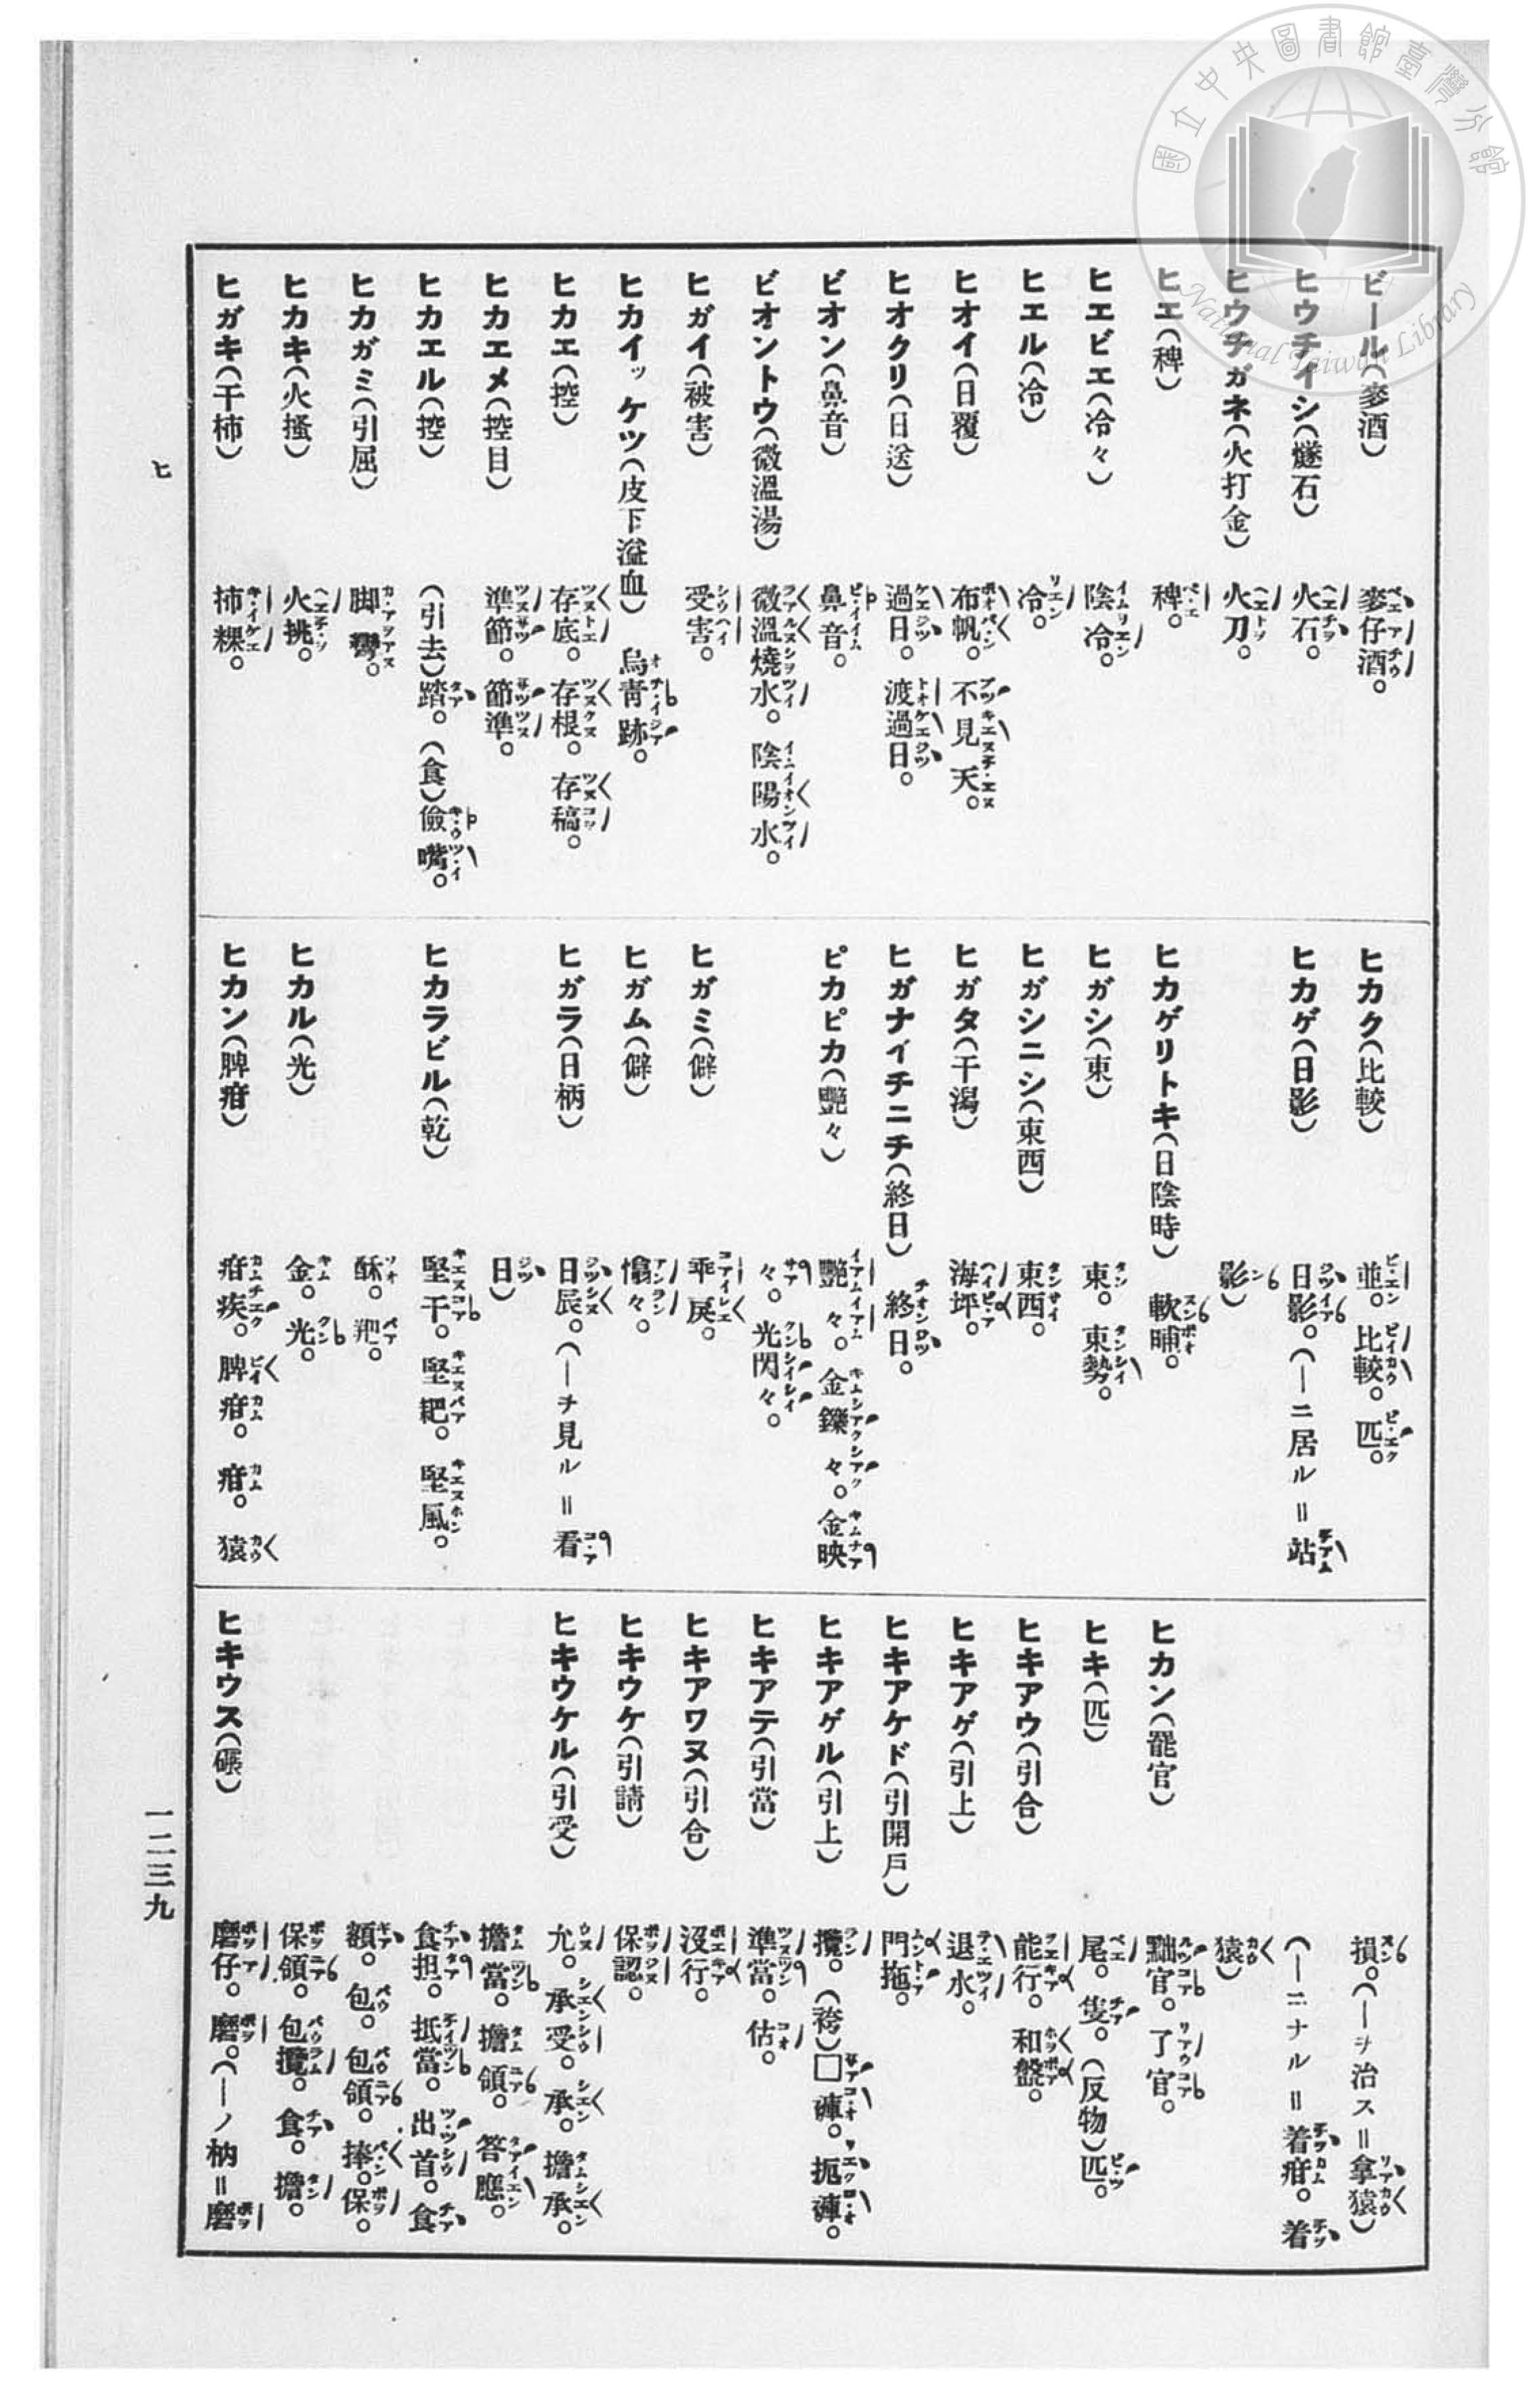 國立中央圖書館臺灣分館
National Taiwan Library
ビール(麥酒) 麥仔酒。
ヒウチイシ(燧石) 火石。
ヒウチガネ(火打金) 火刀。
ヒエ(稗) 稗。
ヒエビエ(冷々) 陰冷。
ヒエル(冷) 冷。
ヒオイ(日覆) 布帆。不見天。
ヒオクリ(日送) 過日。渡過日。
ビオン(鼻音) 鼻音。
ビオントウ(微溫湯) 微溫燒水。陰陽水。
ヒガイ(被害) 受害。
ヒカイッケツ(皮下溢血) 烏靑跡。
ヒカエ(控) 存底。存根。存稿。
ヒカエメ(控目) 準節。節準。
ヒカエル(控) (引去)踏。(食)儉嘴。
ヒカガミ(引屈) 脚
ヒカキ(火搔) 火挑。
ヒガキ(干柿) 柿粿。
ヒカク(比較) 並。比較。匹。
ヒカゲ(日影) 日影。(―ニ居ル=站
影)
ヒカゲリトキ(日陰時) 軟晡。
ヒガシ(東) 東。東勢。
ヒガシニシ(東西) 東西。
ヒガタ(干潟) 海坪。
ヒガナイチニチ(終日) 終日。
ピカピカ(艷々) 艷々。金鑠々。金映
々。光閃々。
ヒガミ(僻) 乖戾。
ヒガム(僻)
ヒガラ(日柄) 日辰。(―ヲ見ル=看
日)
ヒカラビル(乾) 堅干。堅耙。堅風。
酥。
ヒカル(光) 金。光。
ヒカン(脾疳) 疳疾。脾疳。疳。猿
損。(―ヲ治ス=拿猿)
(―ニナル=着疳。着
猿)
ヒカン(罷官) 黜官。了官。
ヒキ(匹) 尾。隻。(反物)匹。
ヒキアウ(引合) 能行。和盤。
ヒキアゲ(引上) 退水。
ヒキアケド(引開戶) 門拖。
ヒキアゲル(引上) 攬。(袴)□褲。扼褲。
ヒキアテ(引當) 準當。估。
ヒキアワヌ(引合) 沒行。
ヒキウケ(引請) 保認。
ヒキウケル(引受) 允。承受。承。擔承。
擔當。擔領。答應。
食担。抵當。出首。食
額。包。包領。捧。保。
保領。包攬。食。擔。
ヒキウス(碾) 磨仔。磨。(―ノ柄=磨
ヒ
一二三九